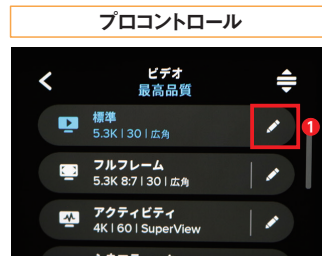 プロコントロール
ビデオ
最高品質
標準
5.3K | 30 | 広角
1
フルフレーム
5.3K 8:7 | 30 | 広角
アクティビティ
4K | 60 | SuperView